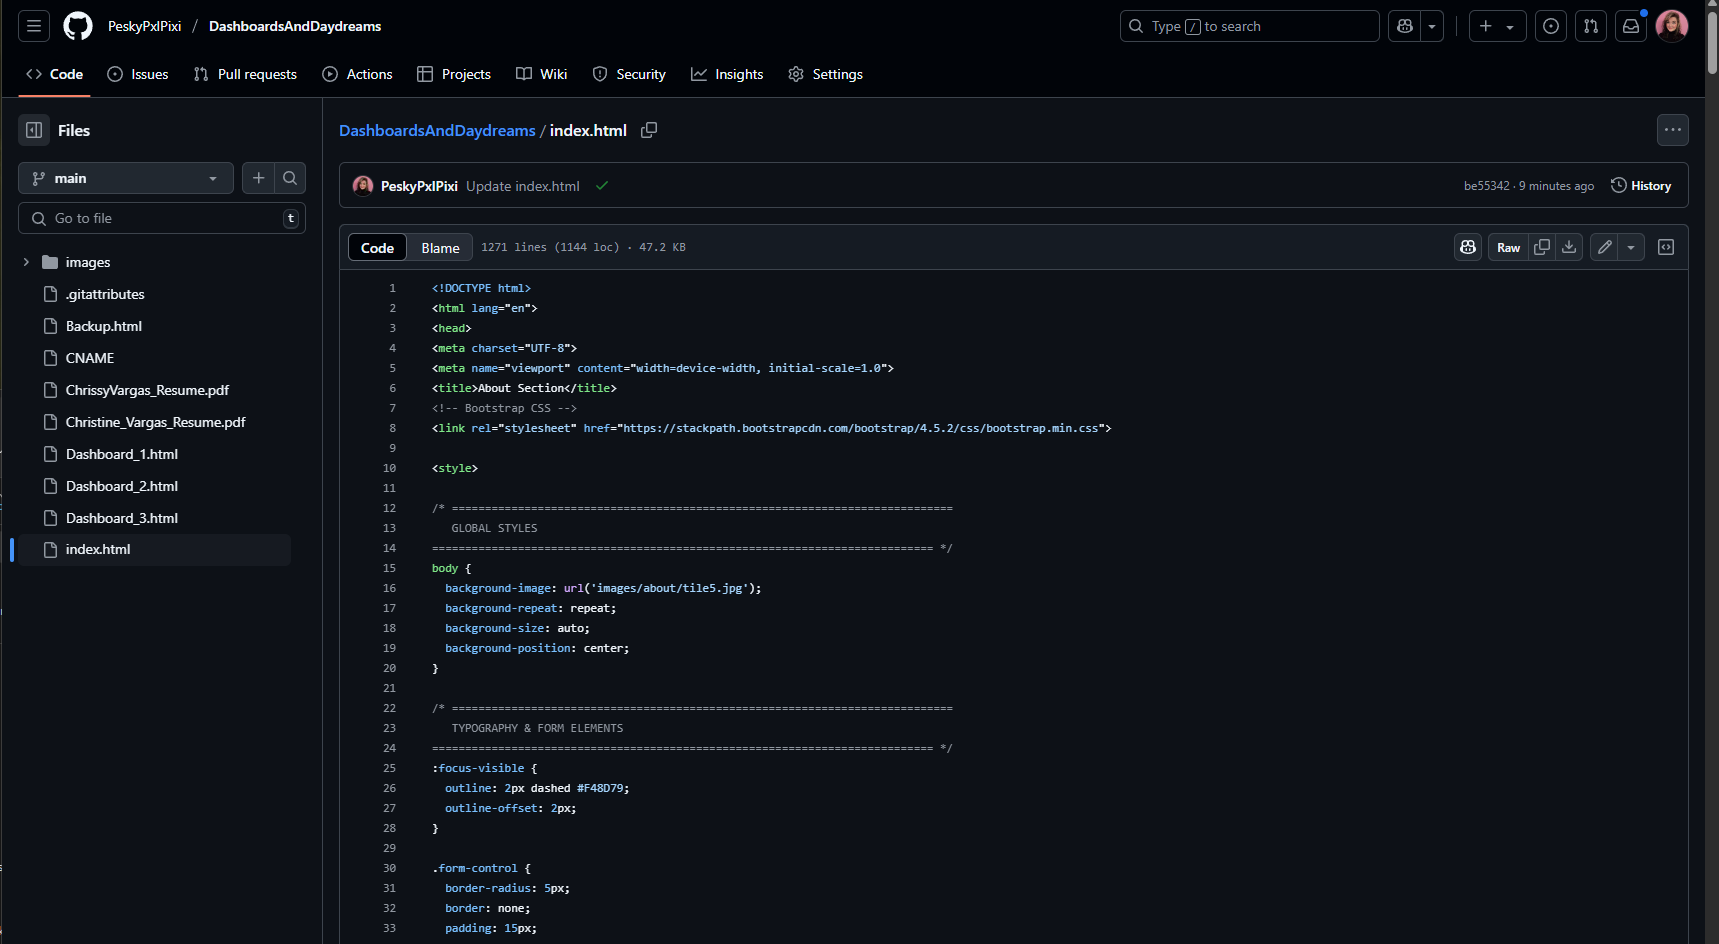 PeskyPxlPixi / DashboardsAndDaydreams
Type / to search
Code Issues Pull requests Actions Projects Wiki Security Insights Settings
Files
main
Go to file t
images
.gitattributes
Backup.html
CNAME
ChrissyVargas_Resume.pdf
Christine_Vargas_Resume.pdf
Dashboard_1.html
Dashboard_2.html
Dashboard_3.html
index.html
DashboardsAndDaydreams / index.html
PeskyPxlPixi Update index.html
be55342 · 9 minutes ago History
Code Blame 1271 lines (1144 loc) · 47.2 KB
Raw
1 <!DOCTYPE html>
2 <html lang="en">
3 <head>
4 <meta charset="UTF-8">
5 <meta name="viewport" content="width=device-width, initial-scale=1.0">
6 <title>About Section</title>
7 <!-- Bootstrap CSS -->
8 <link rel="stylesheet" href="https://stackpath.bootstrapcdn.com/bootstrap/4.5.2/css/bootstrap.min.css">
9
10 <style>
11
12 /* ============================================================================
13 GLOBAL STYLES
14 ============================================================================ */
15 body {
16 background-image: url('images/about/tile5.jpg');
17 background-repeat: repeat;
18 background-size: auto;
19 background-position: center;
20 }
21
22 /* ============================================================================
23 TYPOGRAPHY & FORM ELEMENTS
24 ============================================================================ */
25 :focus-visible {
26 outline: 2px dashed #F48D79;
27 outline-offset: 2px;
28 }
29
30 .form-control {
31 border-radius: 5px;
32 border: none;
33 padding: 15px;